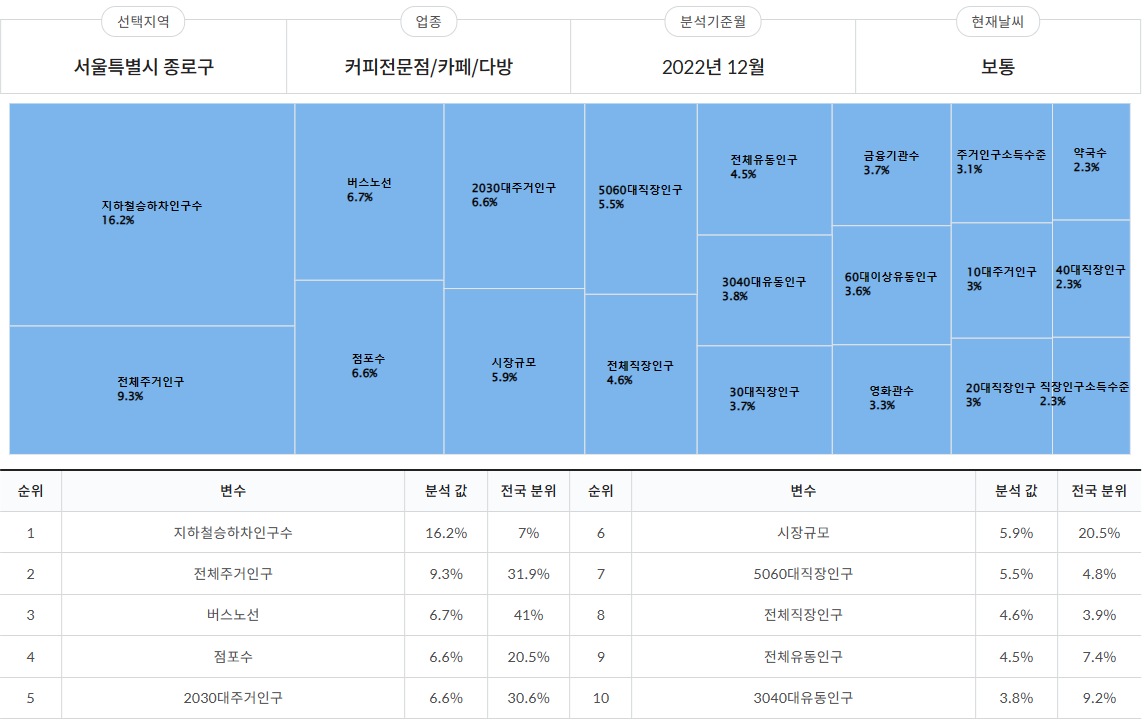 선택지역
업종
분석기준월
현재날씨
서울특별시 종로구
커피전문점/카페/다방
2022년 12월
보통
지하철승하차인구수
16.2%
전체주거인구
9.3%
버스노선
6.7%
점포수
6.6%
2030대주거인구
6.6%
시장규모
5.9%
5060대직장인구
5.5%
전체직장인구
4.6%
전체유동인구
4.5%
3040대유동인구
3.8%
30대직장인구
3.7%
금융기관수
3.7%
60대이상유동인구
3.6%
영화관수
3.3%
주거인구소득수준
3.1%
10대주거인구
3%
20대직장인구
3%
약국수
2.3%
40대직장인구
2.3%
직장인구소득수준
2.3%
순위 변수 분석 값 전국 분위 순위 변수 분석 값 전국 분위
1 지하철승하차인구수 16.2% 7% 6 시장규모 5.9% 20.5%
2 전체주거인구 9.3% 31.9% 7 5060대직장인구 5.5% 4.8%
3 버스노선 6.7% 41% 8 전체직장인구 4.6% 3.9%
4 점포수 6.6% 20.5% 9 전체유동인구 4.5% 7.4%
5 2030대주거인구 6.6% 30.6% 10 3040대유동인구 3.8% 9.2%